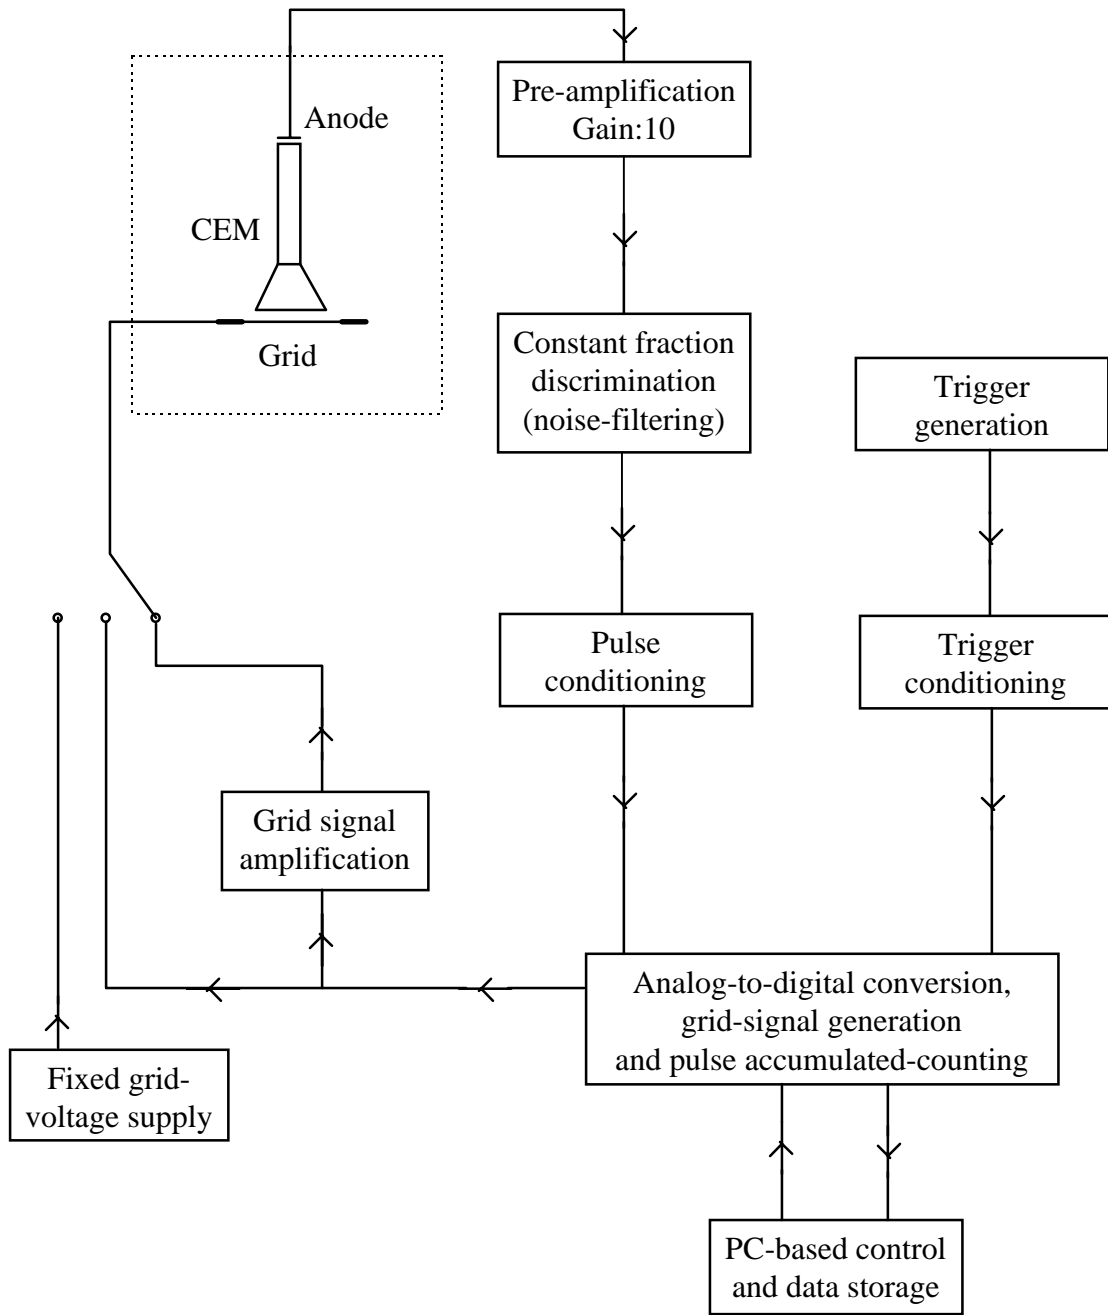 Pre-amplification
Gain:10
Anode
CEM
Grid
Constant fraction
discrimination
(noise-filtering)
Trigger
generation
Pulse
conditioning
Trigger
conditioning
Grid signal
amplification
Analog-to-digital conversion,
grid-signal generation
and pulse accumulated-counting
Fixed grid-
voltage supply
PC-based control
and data storage